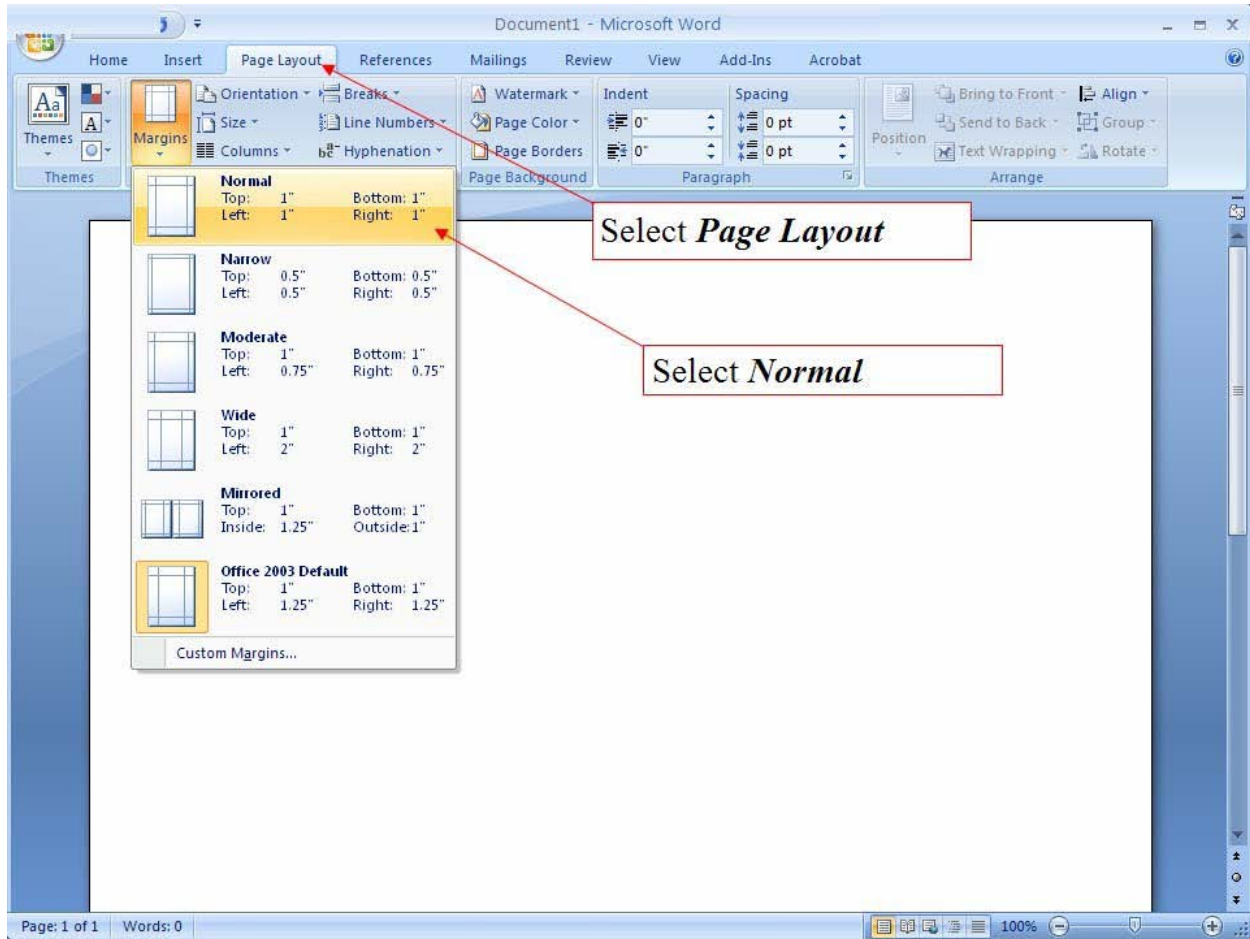 Document1 - Microsoft Word
Home Insert Page Layout References Mailings Review View Add-Ins Acrobat
Aa Orientation Breaks Watermark Indent Spacing Bring to Front Align
A Size Line Numbers Page Color 0" 0 pt Send to Back Group
Themes Margins Columns Hyphenation Page Borders 0" 0 pt Position Text Wrapping Rotate
Themes Page Background Paragraph Arrange
Normal
Top: 1" Bottom: 1"
Left: 1" Right: 1"
Select Page Layout
Narrow
Top: 0.5" Bottom: 0.5"
Left: 0.5" Right: 0.5"
Moderate
Top: 1" Bottom: 1"
Left: 0.75" Right: 0.75"
Select Normal
Wide
Top: 1" Bottom: 1"
Left: 2" Right: 2"
Mirrored
Top: 1" Bottom: 1"
Inside: 1.25" Outside: 1"
Office 2003 Default
Top: 1" Bottom: 1"
Left: 1.25" Right: 1.25"
Custom Margins...
Page: 1 of 1 Words: 0 100%